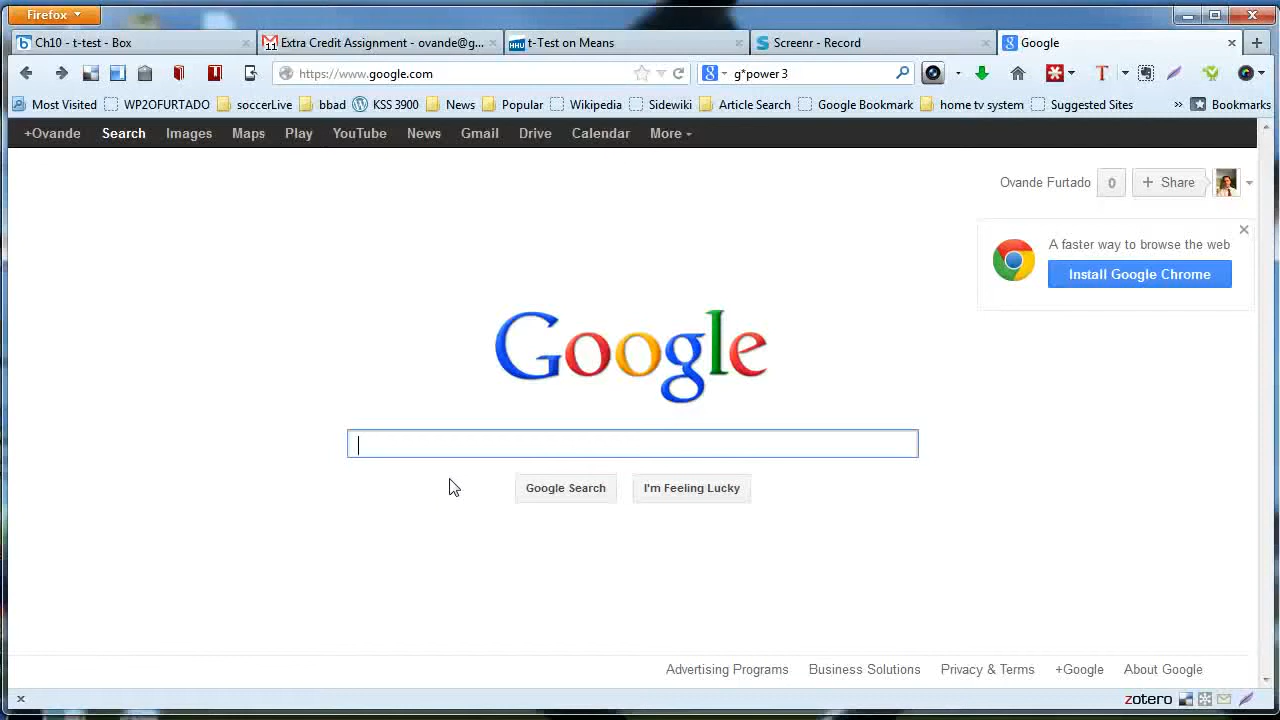 Firefox
Ch10 - t-test - Box
11 Extra Credit Assignment - ovande@g...
HHU t-Test on Means
Screenr - Record
Google
https://www.google.com
g*power 3
Most Visited WP2OFURTADO soccerLive bbad KSS 3900 News Popular Wikipedia Sidewiki Article Search Google Bookmark home tv system Suggested Sites » Bookmarks
+Ovande Search Images Maps Play YouTube News Gmail Drive Calendar More
Ovande Furtado 0 + Share
A faster way to browse the web
Install Google Chrome
Google
Google Search I'm Feeling Lucky
Advertising Programs Business Solutions Privacy & Terms +Google About Google
zotero